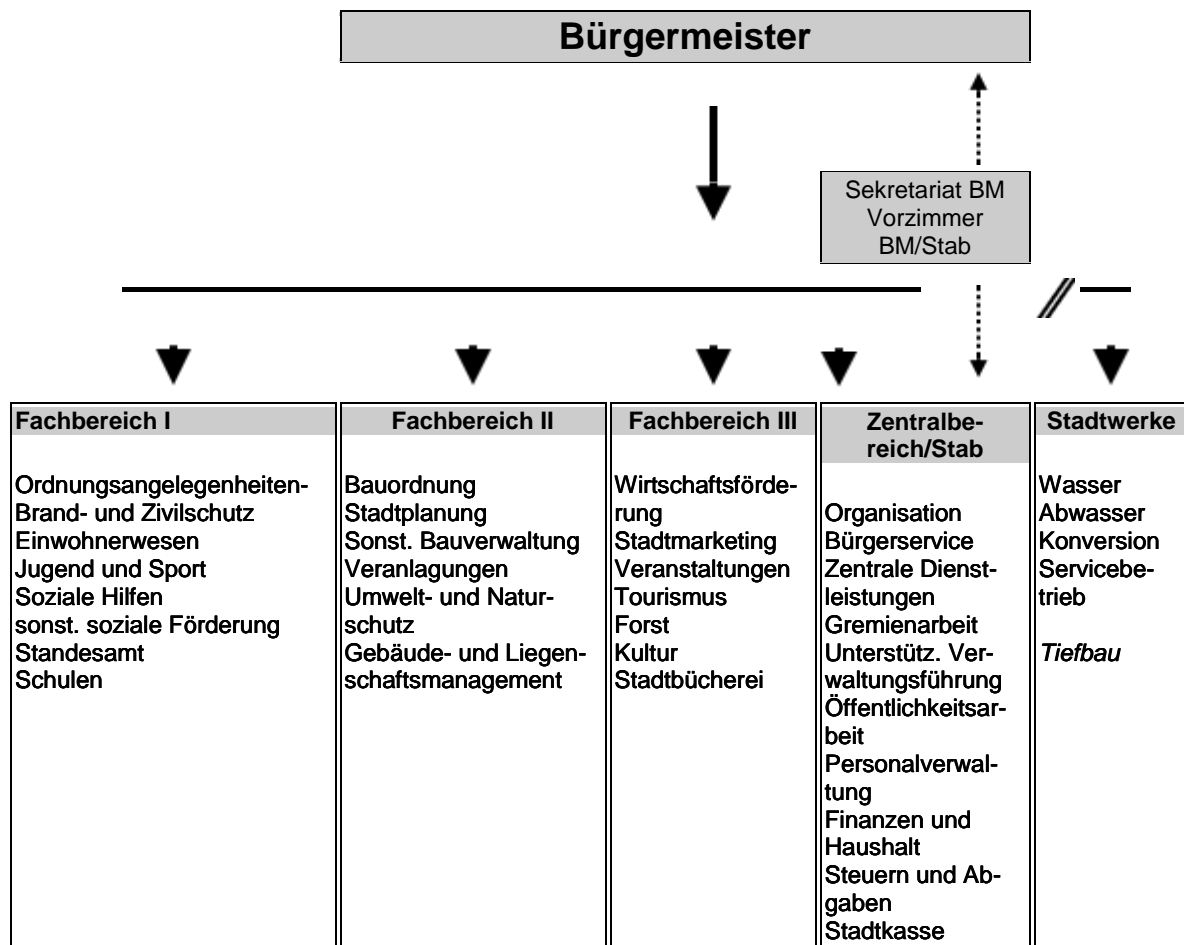 Bürgermeister
Sekretariat BM
Vorzimmer
BM/Stab
Fachbereich I
Ordnungsangelegenheiten-
Brand- und Zivilschutz
Einwohnerwesen
Jugend und Sport
Soziale Hilfen
sonst. soziale Förderung
Standesamt
Schulen
Fachbereich II
Bauordnung
Stadtplanung
Sonst. Bauverwaltung
Veranlagungen
Umwelt- und Natur-
schutz
Gebäude- und Liegen-
schaftsmanagement
Fachbereich III
Wirtschaftsförde-
rung
Stadtmarketing
Veranstaltungen
Tourismus
Forst
Kultur
Stadtbücherei
Zentralbe-
reich/Stab
Organisation
Bürgerservice
Zentrale Dienst-
leistungen
Gremienarbeit
Unterstütz. Ver-
waltungsführung
Öffentlichkeitsar-
beit
Personalverwal-
tung
Finanzen und
Haushalt
Steuern und Ab-
gaben
Stadtkasse
Stadtwerke
Wasser
Abwasser
Konversion
Servicebe-
trieb
Tiefbau